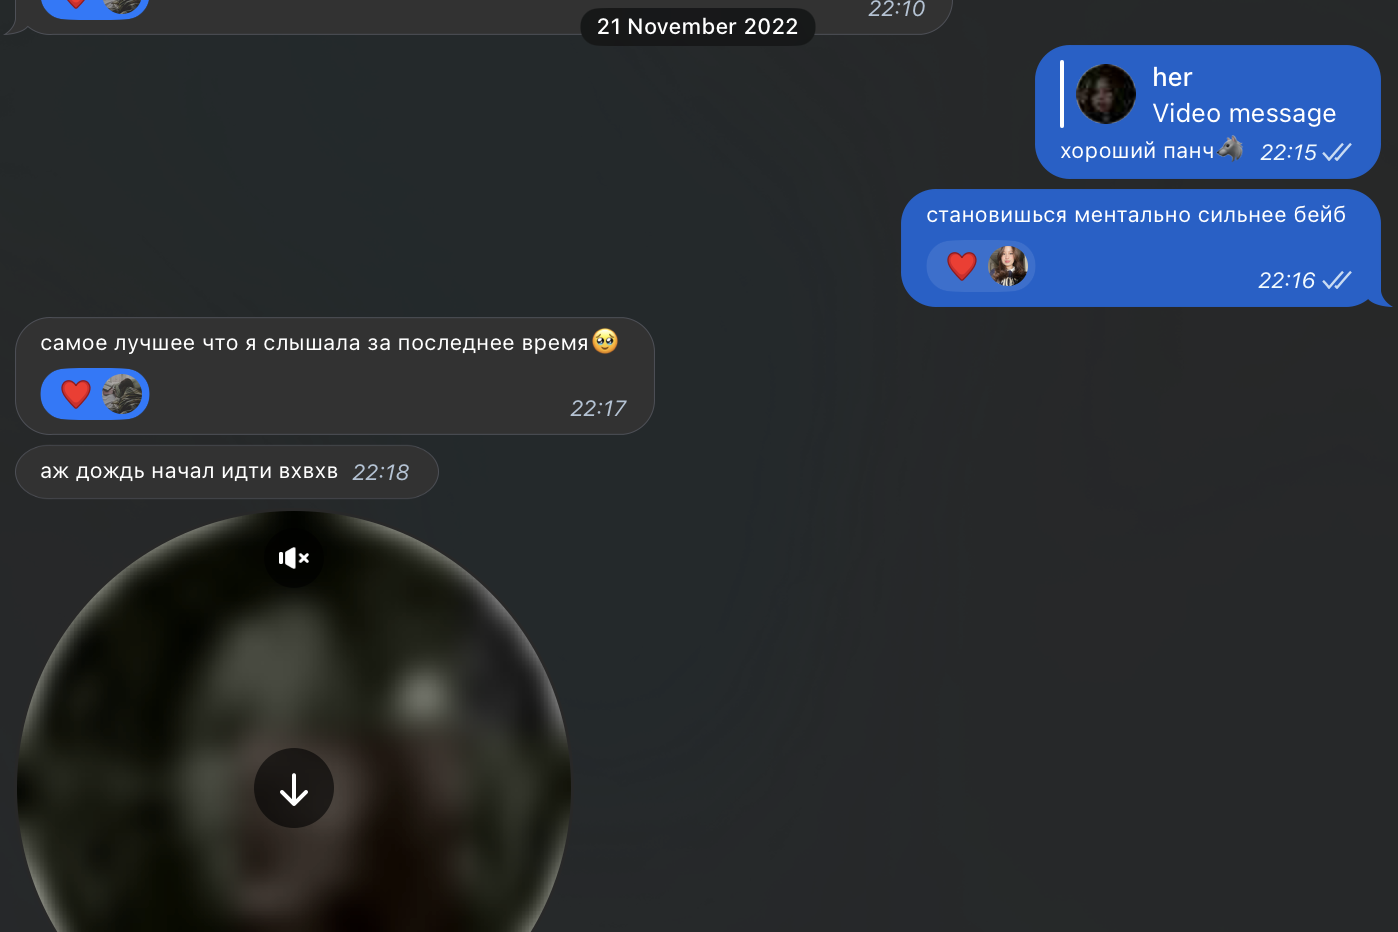 22:10
21 November 2022
her
Video message
хороший панч🐴 22:15
становишься ментально сильнее бейб
22:16
самое лучшее что я слышала за последнее время🥹
22:17
аж дождь начал идти вхвхв 22:18